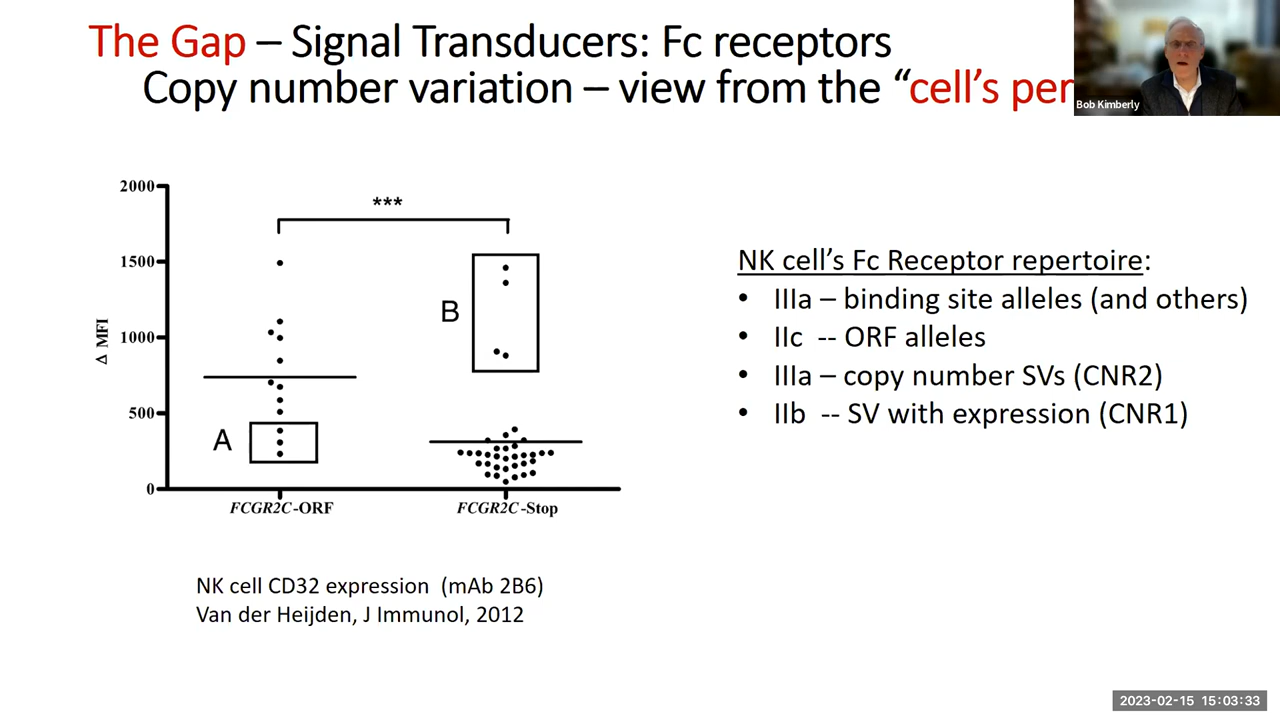 The Gap – Signal Transducers: Fc receptors
Copy number variation – view from the “cell’s per
Bob Kimberly
2000
1500
1000
500
0
Δ MFI
***
A
B
FCGR2C-ORF
FCGR2C-Stop
NK cell CD32 expression (mAb 2B6)
Van der Heijden, J Immunol, 2012
NK cell’s Fc Receptor repertoire:
• IIIa – binding site alleles (and others)
• IIc -- ORF alleles
• IIIa – copy number SVs (CNR2)
• IIb -- SV with expression (CNR1)
2023-02-15 15:03:33